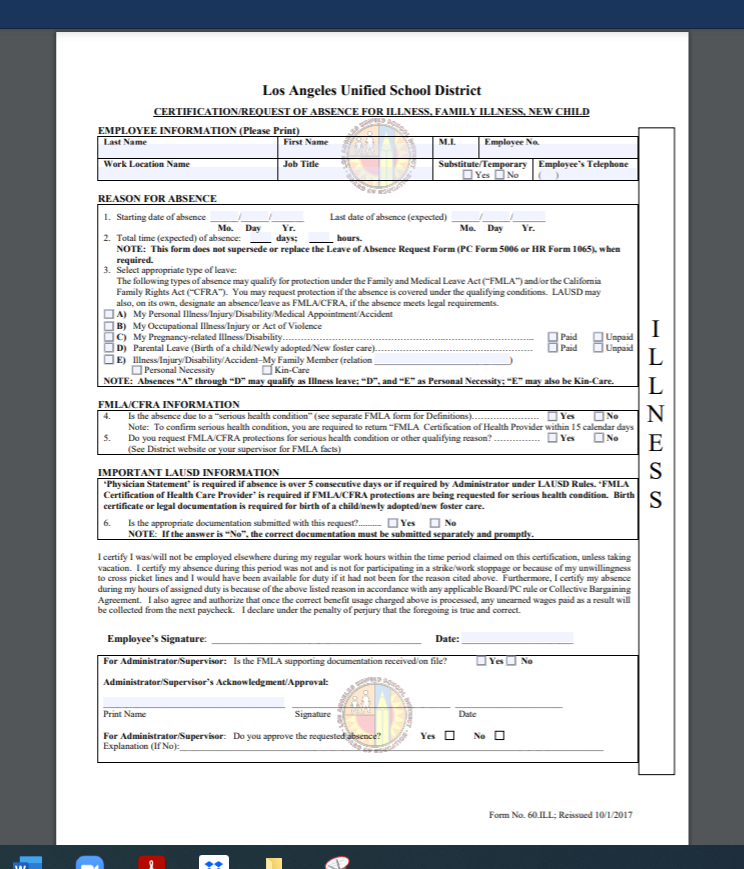 Los Angeles Unified School District
CERTIFICATION/REQUEST OF ABSENCE FOR ILLNESS, FAMILY ILLNESS, NEW CHILD
EMPLOYEE INFORMATION (Please Print)
Last Name First Name M.I. Employee No.
Work Location Name Job Title Substitute/Temporary Employee's Telephone
Yes No ( )
REASON FOR ABSENCE
1. Starting date of absence ____/____/____ Last date of absence (expected) ____/____/____
Mo. Day Yr. Mo. Day Yr.
2. Total time (expected) of absence: ____ days; ____ hours.
NOTE: This form does not supersede or replace the Leave of Absence Request Form (PC Form 5006 or HR Form 1065), when
required.
3. Select appropriate type of leave:
The following types of absence may qualify for protection under the Family and Medical Leave Act ("FMLA") and/or the California
Family Rights Act ("CFRA"). You may request protection if the absence is covered under the qualifying conditions. LAUSD may
also, on its own, designate an absence/leave as FMLA/CFRA, if the absence meets legal requirements.
A) My Personal Illness/Injury/Disability/Medical Appointment/Accident
B) My Occupational Illness/Injury or Act of Violence
C) My Pregnancy-related Illness/Disability.......... Paid Unpaid
D) Parental Leave (Birth of a child/Newly adopted/New foster care).......... Paid Unpaid
E) Illness/Injury/Disability/Accident–My Family Member (relation ____________________)
Personal Necessity Kin-Care
NOTE: Absences "A" through "D" may qualify as Illness leave; "D", and "E" as Personal Necessity; "E" may also be Kin-Care.
FMLA/CFRA INFORMATION
4. Is the absence due to a "serious health condition" (see separate FMLA form for Definitions).......... Yes No
Note: To confirm serious health condition, you are required to return "FMLA Certification of Health Provider within 15 calendar days
5. Do you request FMLA/CFRA protections for serious health condition or other qualifying reason? .......... Yes No
(See District website or your supervisor for FMLA facts)
IMPORTANT LAUSD INFORMATION
'Physician Statement' is required if absence is over 5 consecutive days or if required by Administrator under LAUSD Rules. 'FMLA
Certification of Health Care Provider' is required if FMLA/CFRA protections are being requested for serious health condition. Birth
certificate or legal documentation is required for birth of a child/newly adopted/new foster care.
6. Is the appropriate documentation submitted with this request?.......... Yes No
NOTE: If the answer is "No", the correct documentation must be submitted separately and promptly.
I certify I was/will not be employed elsewhere during my regular work hours within the time period claimed on this certification, unless taking
vacation. I certify my absence during this period was not and is not for participating in a strike/work stoppage or because of my unwillingness
to cross picket lines and I would have been available for duty if it had not been for the reason cited above. Furthermore, I certify my absence
during my hours of assigned duty is because of the above listed reason in accordance with any applicable Board/PC rule or Collective Bargaining
Agreement. I also agree and authorize that once the correct benefit usage charged above is processed, any unearned wages paid as a result will
be collected from the next paycheck. I declare under the penalty of perjury that the foregoing is true and correct.
Employee's Signature: ____________________ Date: ____________________
For Administrator/Supervisor: Is the FMLA supporting documentation received/on file? Yes No
Administrator/Supervisor's Acknowledgment/Approval:
Print Name Signature Date
For Administrator/Supervisor: Do you approve the requested absence? Yes No
Explanation (If No):____________________
ILLNESS
Form No. 60.ILL; Reissued 10/1/2017